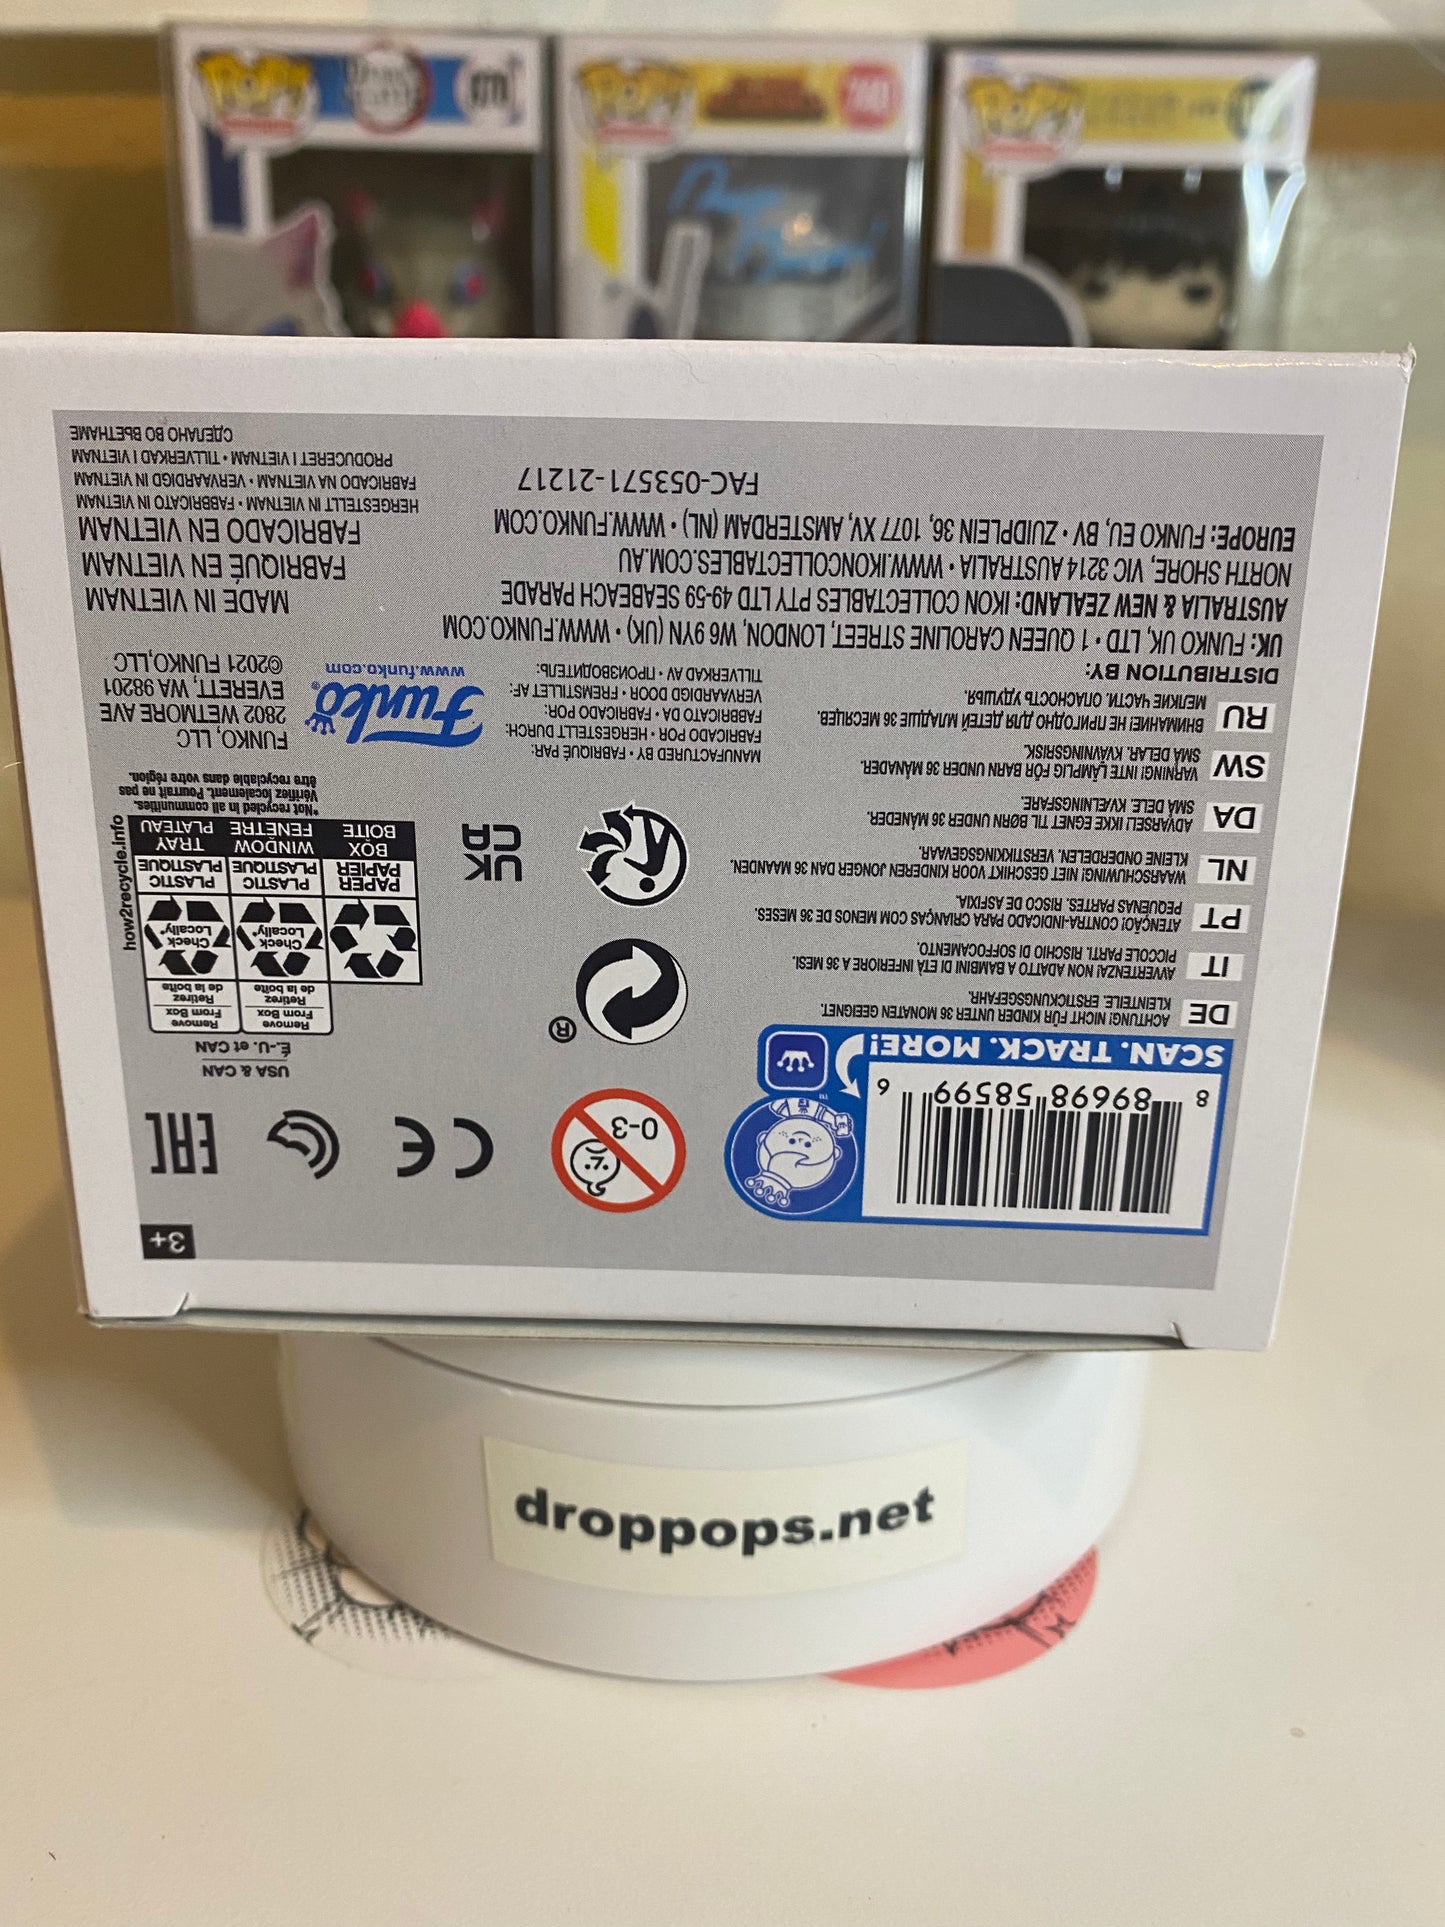 POP!
POP!
740
POP!
3+
8 89698 58599 6
SCAN. TRACK. MORE!
TM
0-3
CE
EAC
USA & CAN
É.-U. et CAN
DE ACHTUNG! NICHT FÜR KINDER UNTER 36 MONATEN GEEIGNET.
KLEINTEILE. ERSTICKUNGSGEFAHR.
IT AVVERTENZA! NON ADATTO A BAMBINI DI ETÀ INFERIORE A 36 MESI.
PICCOLE PARTI. RISCHIO DI SOFFOCAMENTO.
PT ATENÇÃO! CONTRA-INDICADO PARA CRIANÇAS COM MENOS DE 36 MESES.
PEQUENAS PARTES. RISCO DE ASFIXIA.
NL WAARSCHUWING! NIET GESCHIKT VOOR KINDEREN JONGER DAN 36 MAANDEN.
KLEINE ONDERDELEN. VERSTIKKINGSGEVAAR.
DA ADVARSEL! IKKE EGNET TIL BØRN UNDER 36 MÅNEDER.
SMÅ DELE. KVÆLNINGSFARE.
SW VARNING! INTE LÄMPLIG FÖR BARN UNDER 36 MÅNADER.
SMÅ DELAR. KVÄVNINGSRISK.
RU ВНИМАНИЕ! НЕ ПРИГОДНО ДЛЯ ДЕТЕЙ МЛАДШЕ 36 МЕСЯЦЕВ.
МЕЛКИЕ ЧАСТИ. ОПАСНОСТЬ УДУШЬЯ.
®
UK
CA
Remove
From Box
Retirez
de la boîte
Remove
From Box
Retirez
de la boîte
Check
Locally*
Check
Locally*
PAPER
PAPIER
BOX
BOÎTE
PLASTIC
PLASTIQUE
WINDOW
FENÊTRE
PLASTIC
PLASTIQUE
TRAY
PLATEAU
how2recycle.info
*Not recycled in all communities.
Vérifiez localement. Pourrait ne pas
être recyclable dans votre région.
MANUFACTURED BY • FABRIQUÉ PAR:
FABRICADO POR • HERGESTELLT DURCH:
FABBRICATO DA • FABRICADO POR:
VERVAARDIGD DOOR • FREMSTILLET AF:
TILLVERKAD AV • ПРОИЗВОДИТЕЛЬ:
Funko®
www.funko.com
FUNKO, LLC
2802 WETMORE AVE
EVERETT, WA 98201
©2021 FUNKO, LLC
DISTRIBUTION BY:
UK: FUNKO UK, LTD • 1 QUEEN CAROLINE STREET, LONDON, W6 9YN (UK) • WWW.FUNKO.COM
AUSTRALIA & NEW ZEALAND: IKON COLLECTABLES PTY LTD 49-59 SEABEACH PARADE
NORTH SHORE, VIC 3214 AUSTRALIA • WWW.IKONCOLLECTABLES.COM.AU
EUROPE: FUNKO EU, BV • ZUIDPLEIN 36, 1077 XV, AMSTERDAM (NL) • WWW.FUNKO.COM
FAC-053571-21217
MADE IN VIETNAM
FABRIQUÉ EN VIETNAM
FABRICADO EN VIETNAM
HERGESTELLT IN VIETNAM • FABBRICATO IN VIETNAM
FABRICADO NA VIETNAM • VERVAARDIGD IN VIETNAM
PRODUCERET I VIETNAM • TILLVERKAD I VIETNAM
СДЕЛАНО ВО ВЬЕТНАМЕ
droppops.net